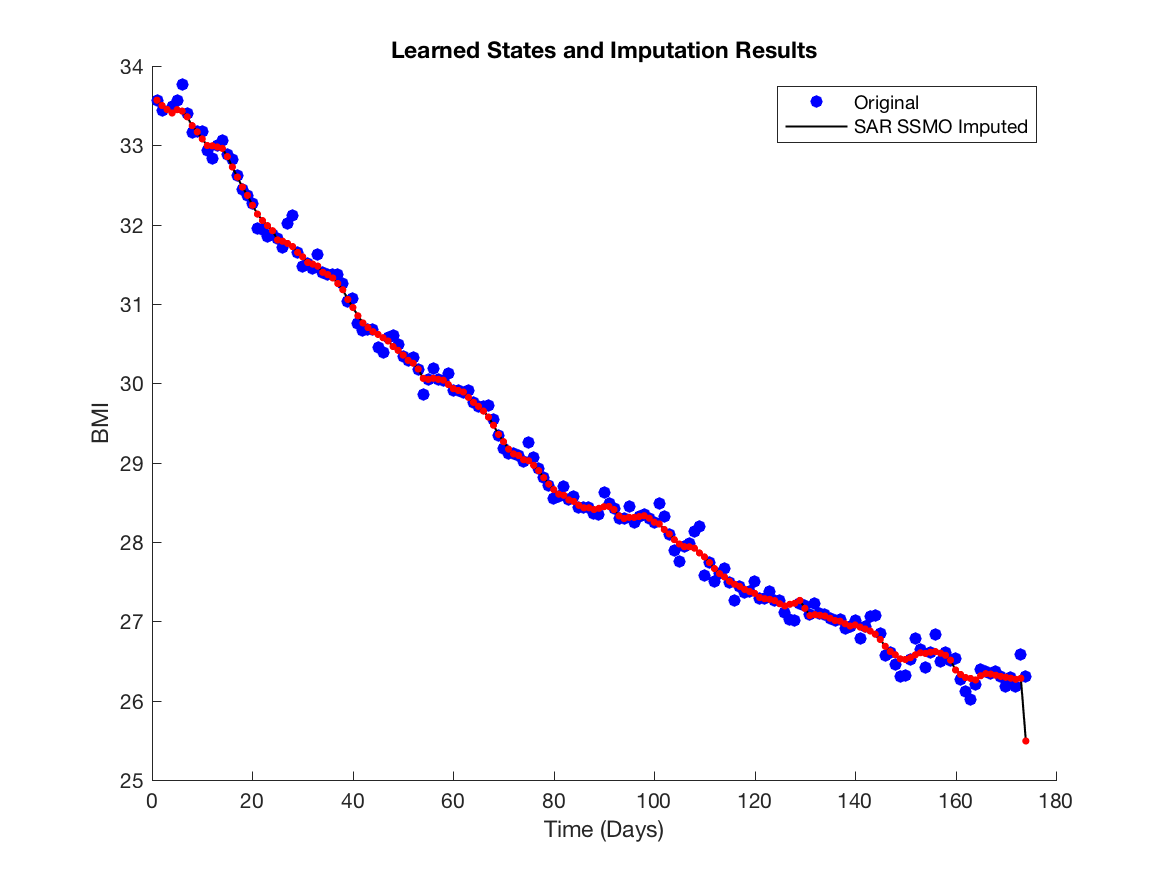 Learned States and Imputation Results
34
33
32
31
30
29
28
27
26
25
BMI
Original
SAR SSMO Imputed
0 20 40 60 80 100 120 140 160 180
Time (Days)